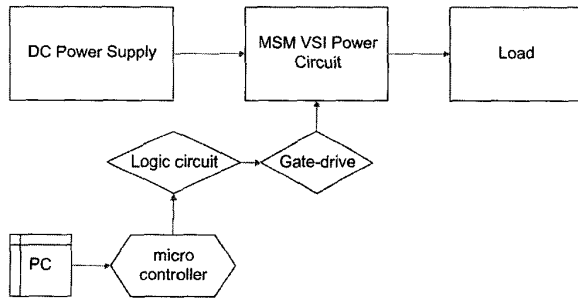 DC Power Supply
MSM VSI Power
Circuit
Load
Logic circuit
Gate-drive
PC
micro
controller